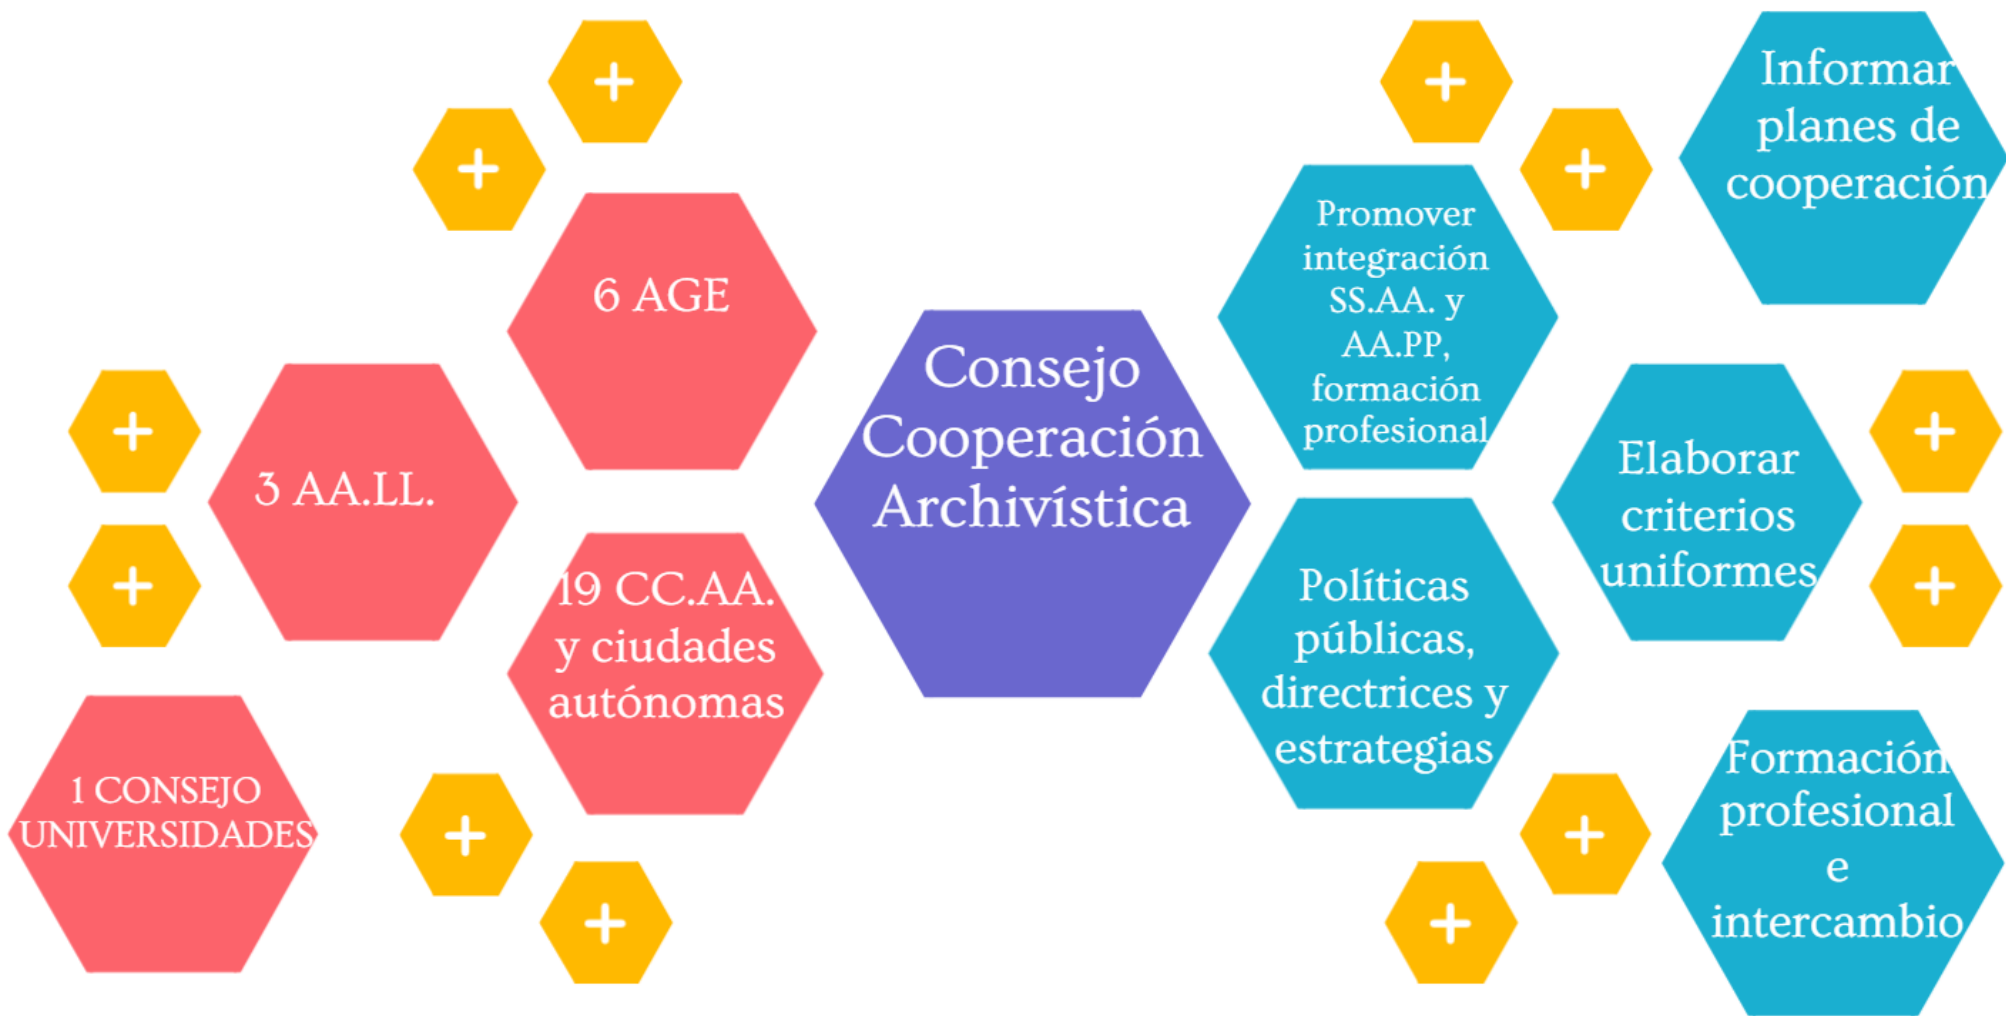 6 AGE
3 AA.LL.
19 CC.AA.
y ciudades
autónomas
1 CONSEJO
UNIVERSIDADES
Consejo
Cooperación
Archivística
Promover
integración
SS.AA. y
AA.PP,
formación
profesional
Informar
planes de
cooperación
Elaborar
criterios
uniformes
Políticas
públicas,
directrices y
estrategias
Formación
profesional
e
intercambio